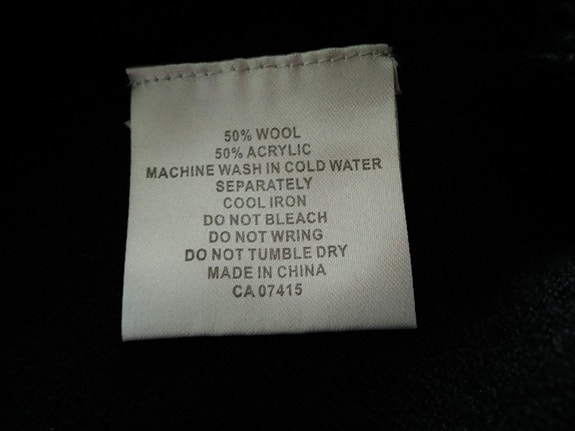 50% WOOL
50% ACRYLIC
MACHINE WASH IN COLD WATER
SEPARATELY
COOL IRON
DO NOT BLEACH
DO NOT WRING
DO NOT TUMBLE DRY
MADE IN CHINA
CA 07415